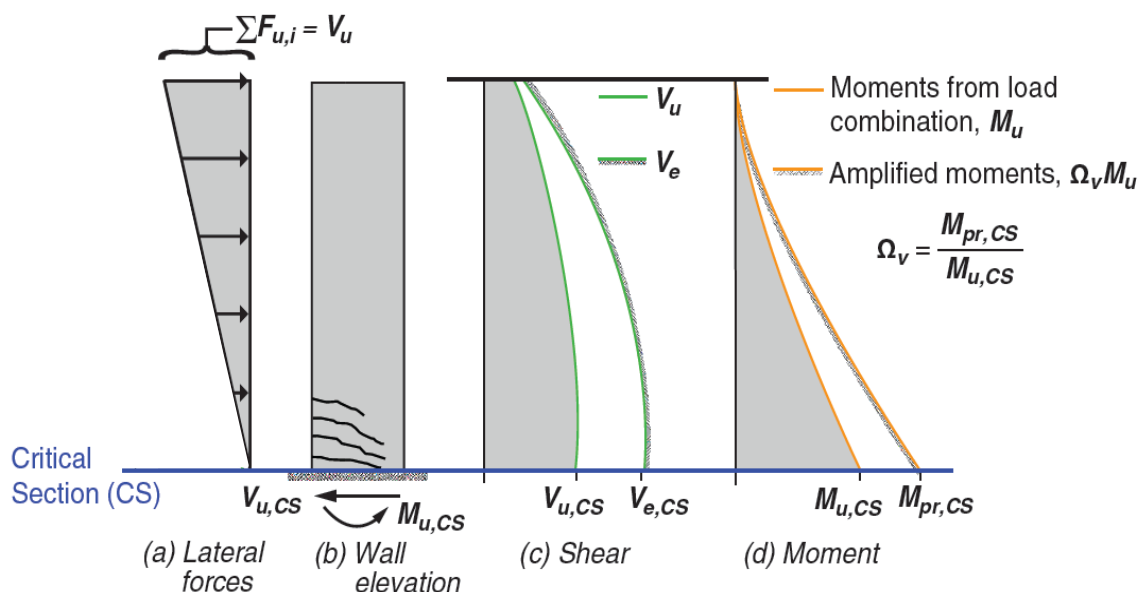 ∑F_u,i = V_u
V_u
V_e
Moments from load
combination, M_u
Amplified moments, Ω_vM_u
Ω_v = M_pr,CS / M_u,CS
Critical
Section (CS)
V_u,CS
M_u,CS
V_u,CS
V_e,CS
M_u,CS
M_pr,CS
(a) Lateral
forces
(b) Wall
elevation
(c) Shear
(d) Moment